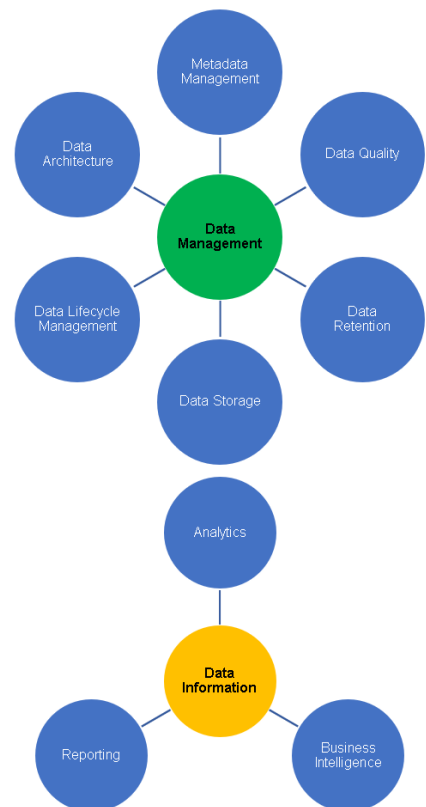 Metadata
Management
Data
Architecture
Data Quality
Data
Management
Data Lifecycle
Management
Data
Retention
Data Storage
Analytics
Data
Information
Reporting
Business
Intelligence